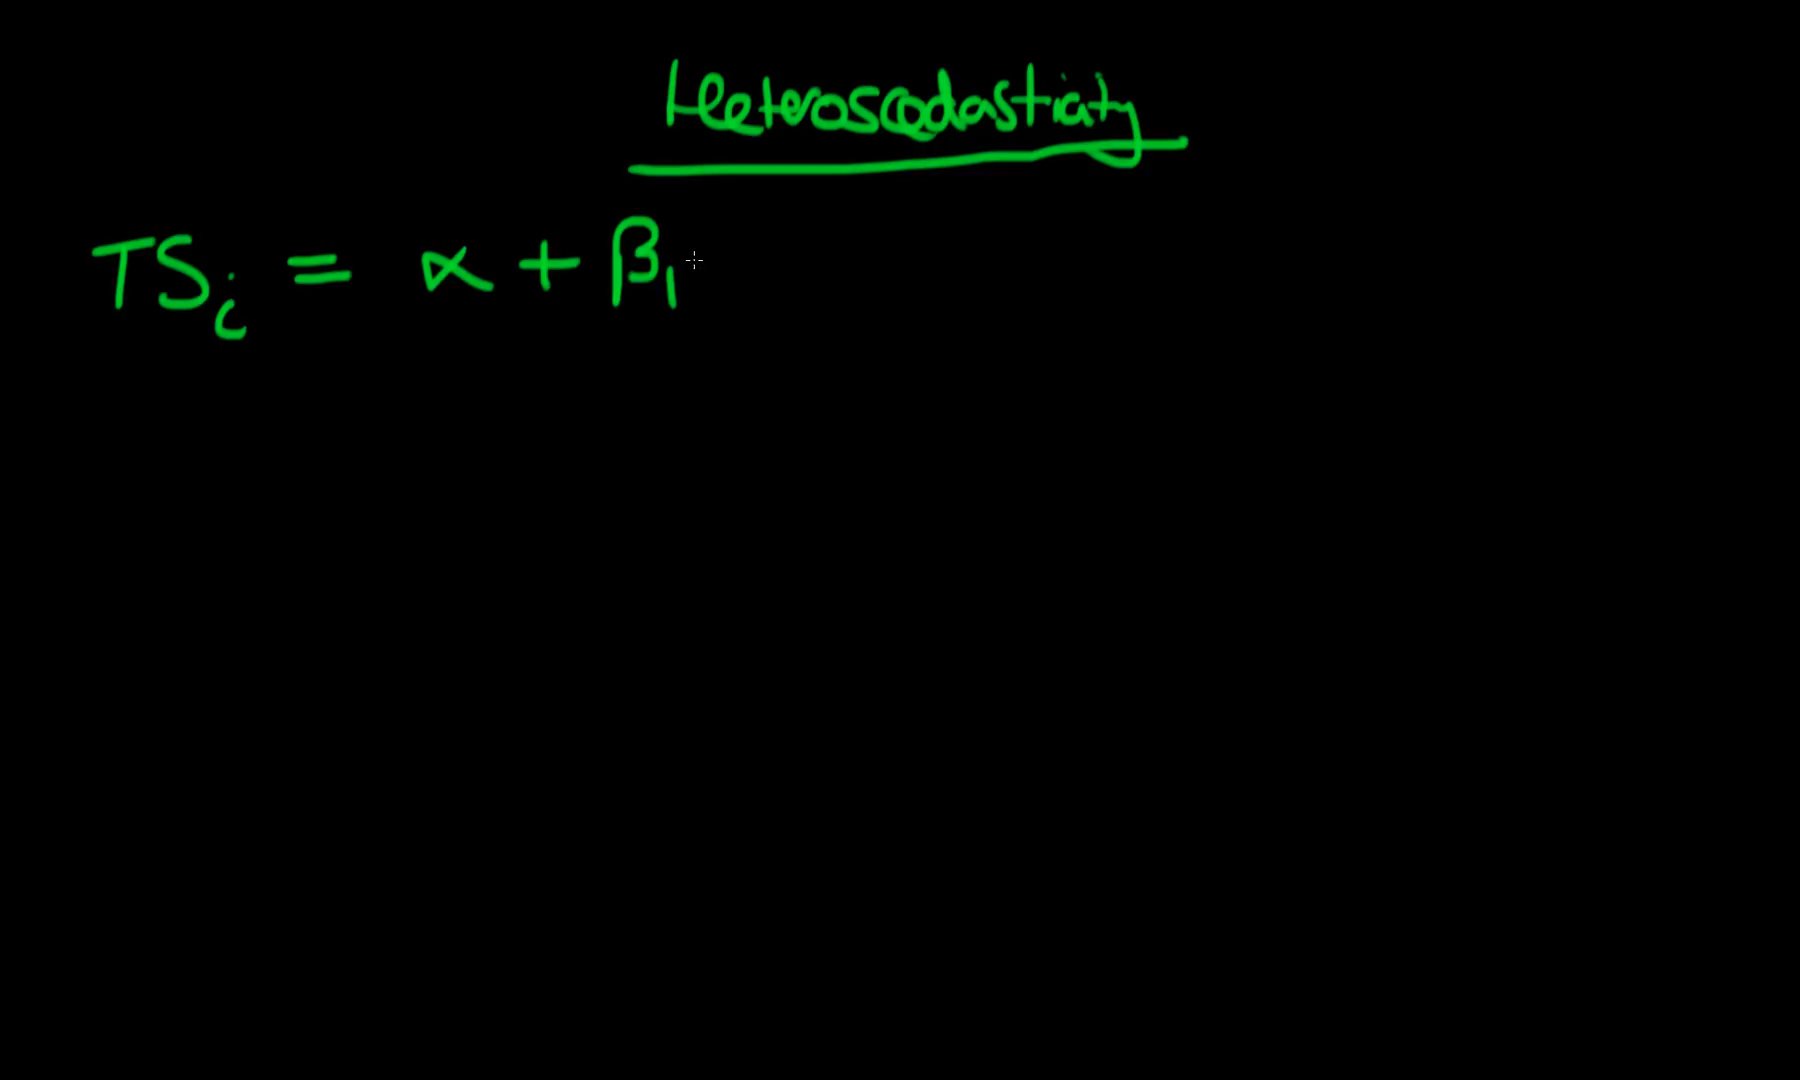 Heteroscedasticity
TSᵢ = α + β₁